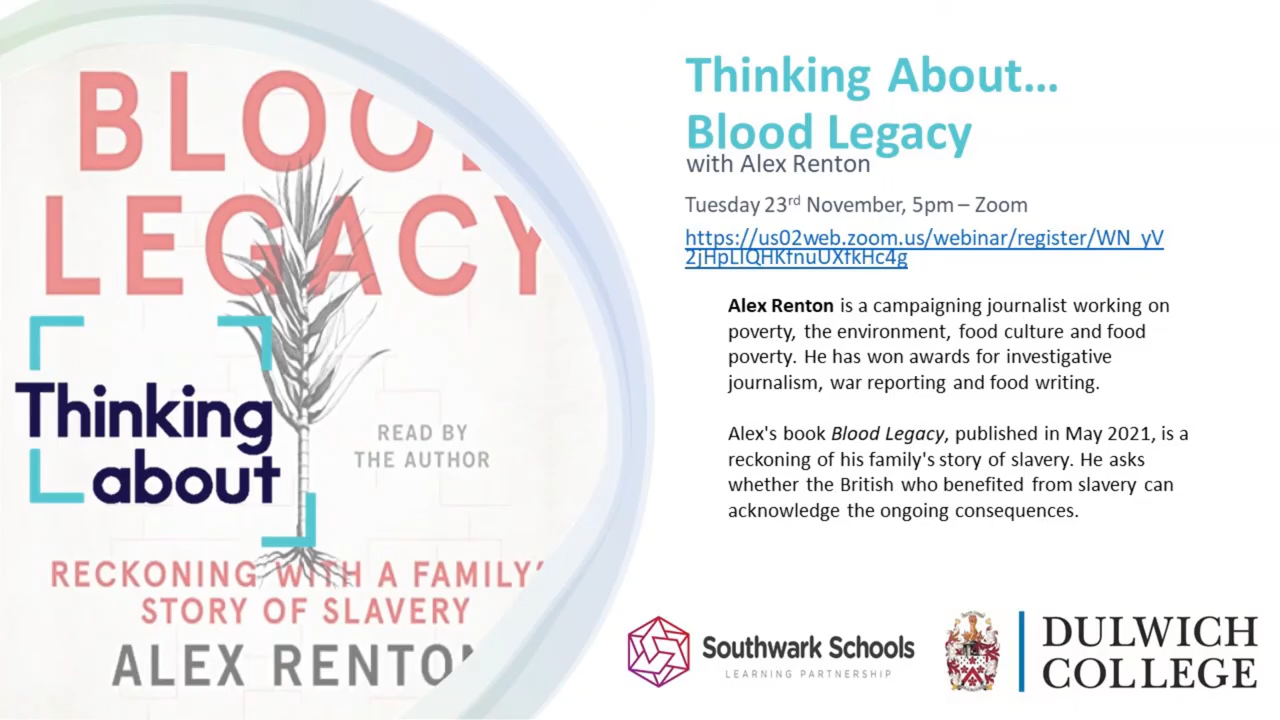 BLOO
LEGACY
Thinking
about
READ BY
THE AUTHOR
RECKONING WITH A FAMILY'
STORY OF SLAVERY
ALEX RENTON
Thinking About...
Blood Legacy
with Alex Renton
Tuesday 23rd November, 5pm – Zoom
https://us02web.zoom.us/webinar/register/WN_yV
Alex Renton is a campaigning journalist working on
poverty, the environment, food culture and food
poverty. He has won awards for investigative
journalism, war reporting and food writing.
Alex's book Blood Legacy, published in May 2021, is a
reckoning of his family's story of slavery. He asks
whether the British who benefited from slavery can
acknowledge the ongoing consequences.
Southwark Schools
LEARNING PARTNERSHIP
DULWICH
COLLEGE